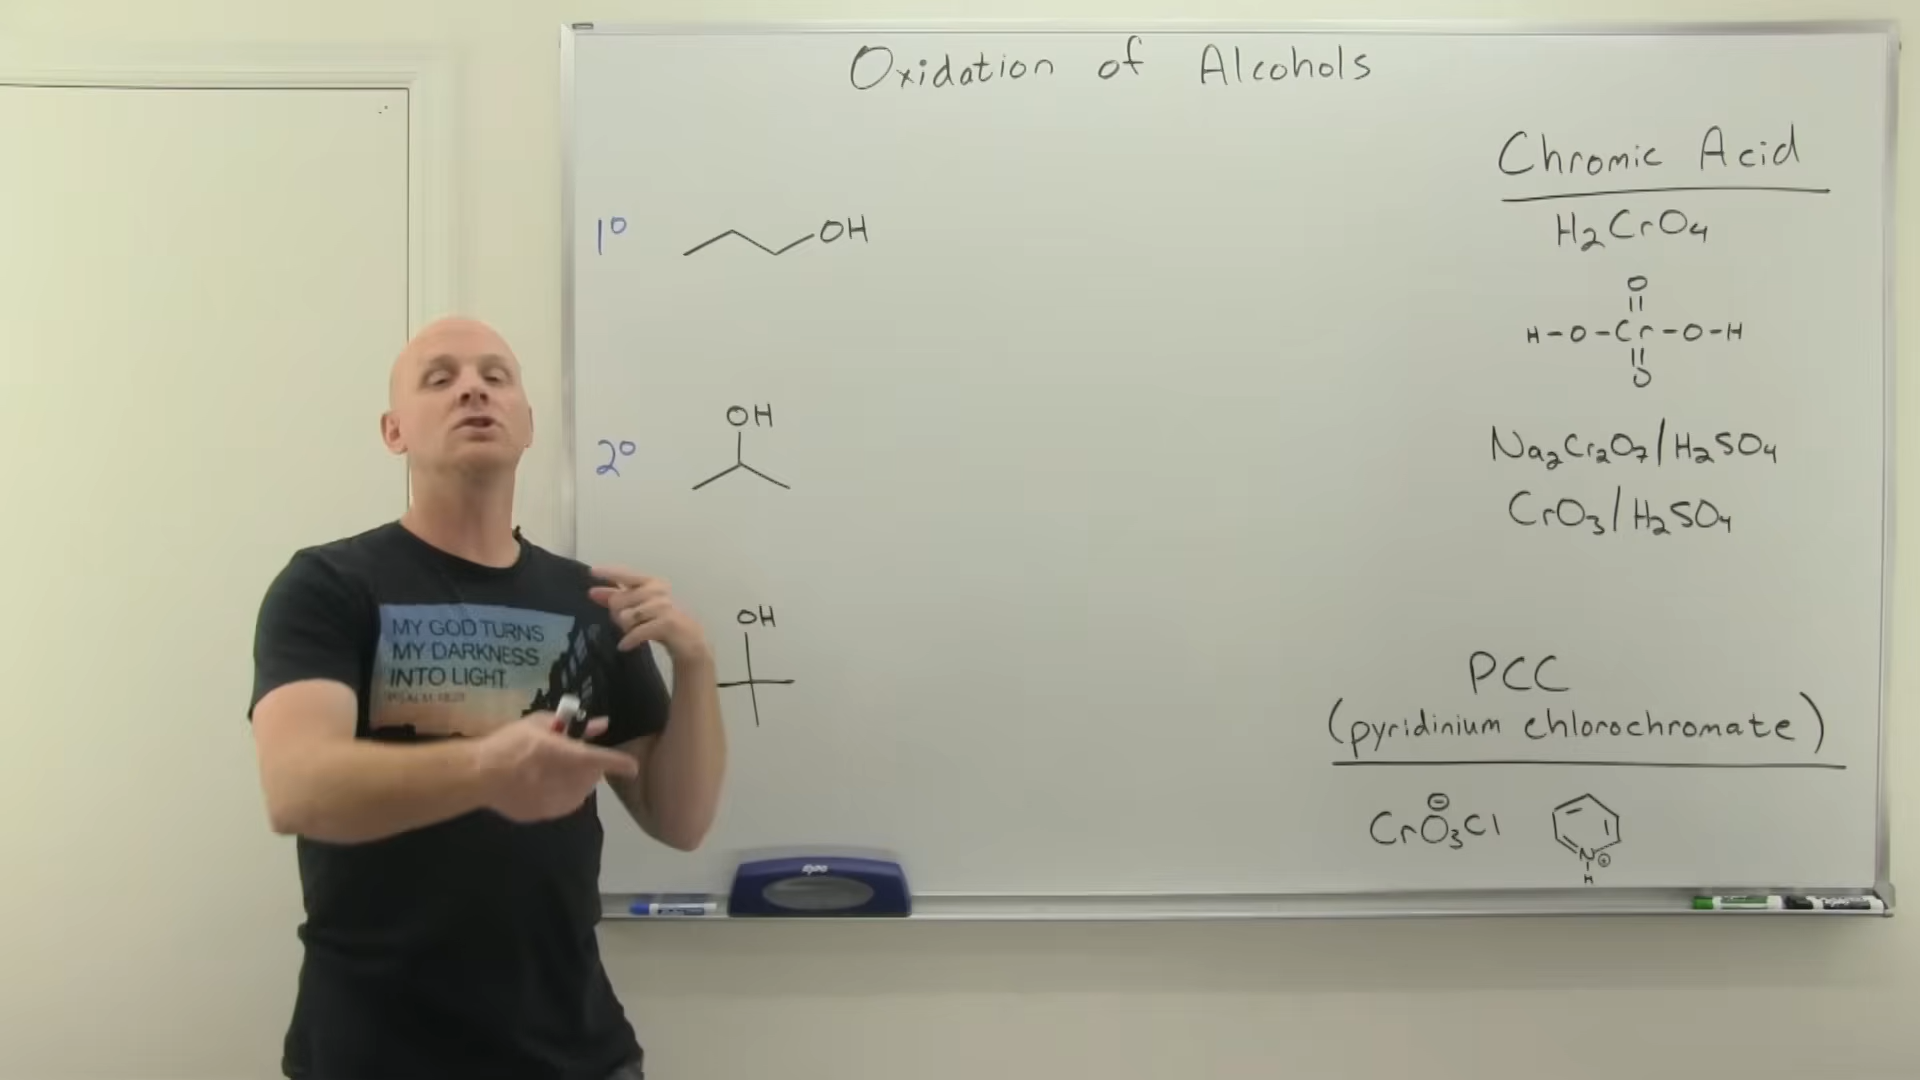 Oxidation of Alcohols
1°
OH
2°
OH
OH
Chromic Acid
H₂CrO₄
O
H-O-Cr-O-H
O
Na₂Cr₂O₇/H₂SO₄
CrO₃/H₂SO₄
PCC
(pyridinium chlorochromate)
CrO₃Cl ⊖
N ⊕
H
MY GOD TURNS
MY DARKNESS
INTO LIGHT
expo